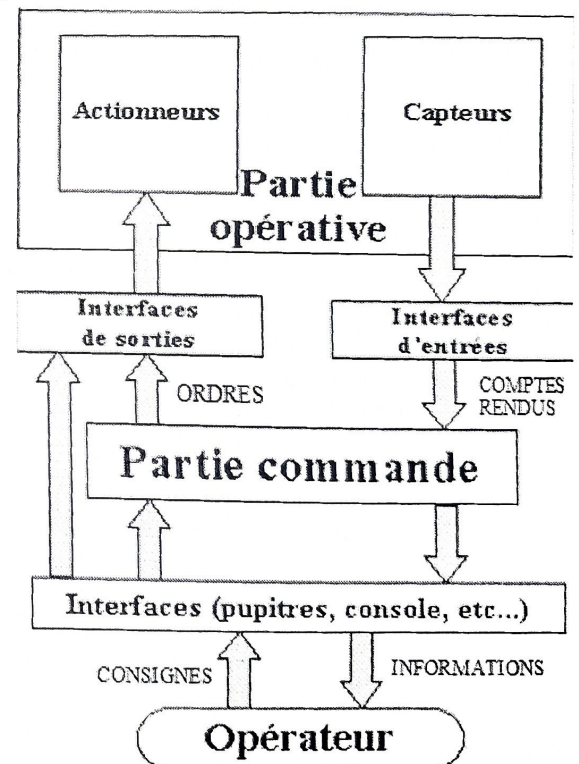 Actionneurs
Capteurs
Partie
opérative
Interfaces
de sorties
Interfaces
d'entrées
ORDRES
COMPTES
RENDUS
Partie commande
Interfaces (pupitres, console, etc...)
CONSIGNES
INFORMATIONS
Opérateur